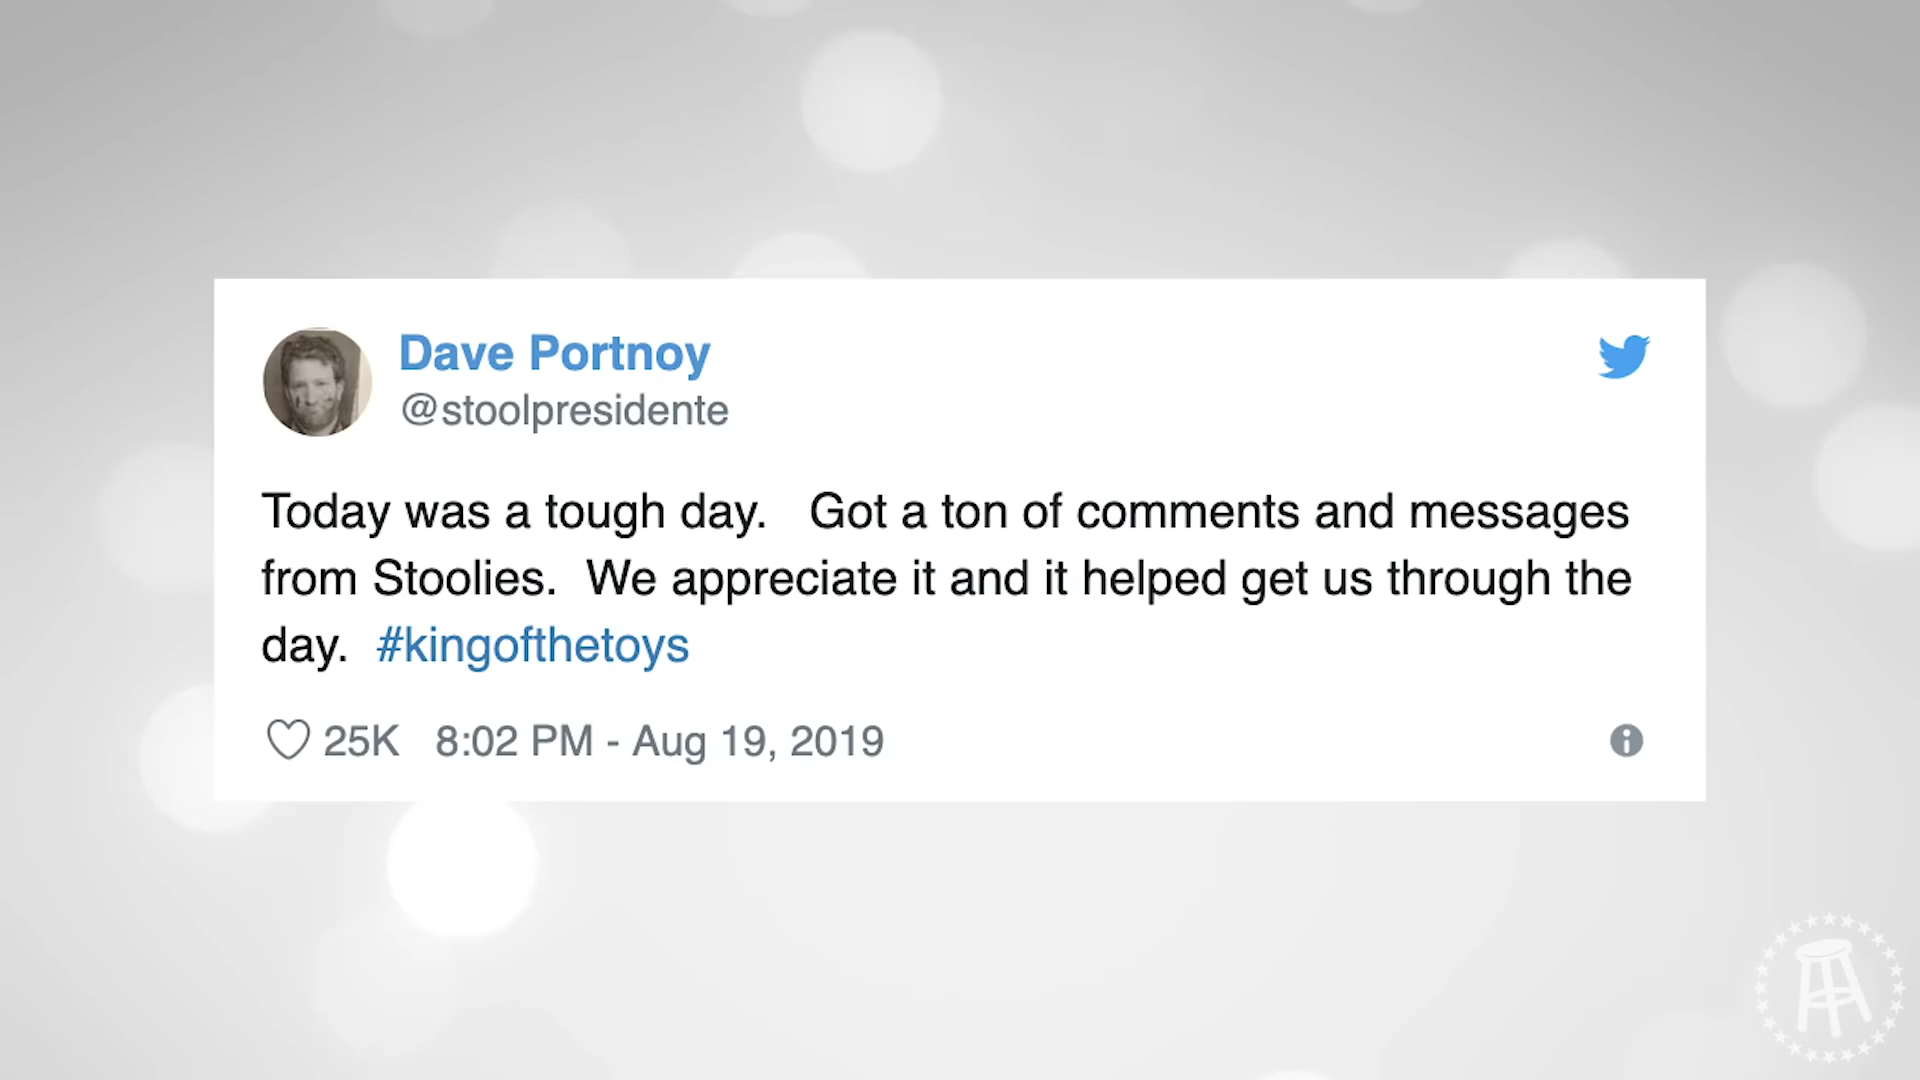 Dave Portnoy
@stoolpresidente
Today was a tough day.   Got a ton of comments and messages
from Stoolies.  We appreciate it and it helped get us through the
day.  #kingofthetoys
25K 8:02 PM - Aug 19, 2019